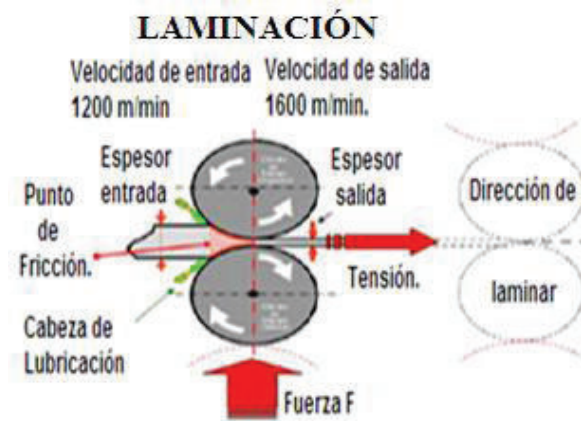 LAMINACIÓN
Velocidad de entrada
1200 m/min
Velocidad de salida
1600 m/min.
Espesor
entrada
Espesor
salida
Punto
de
Fricción.
Dirección de
laminar
Tensión.
Cabeza de
Lubricación
Fuerza F